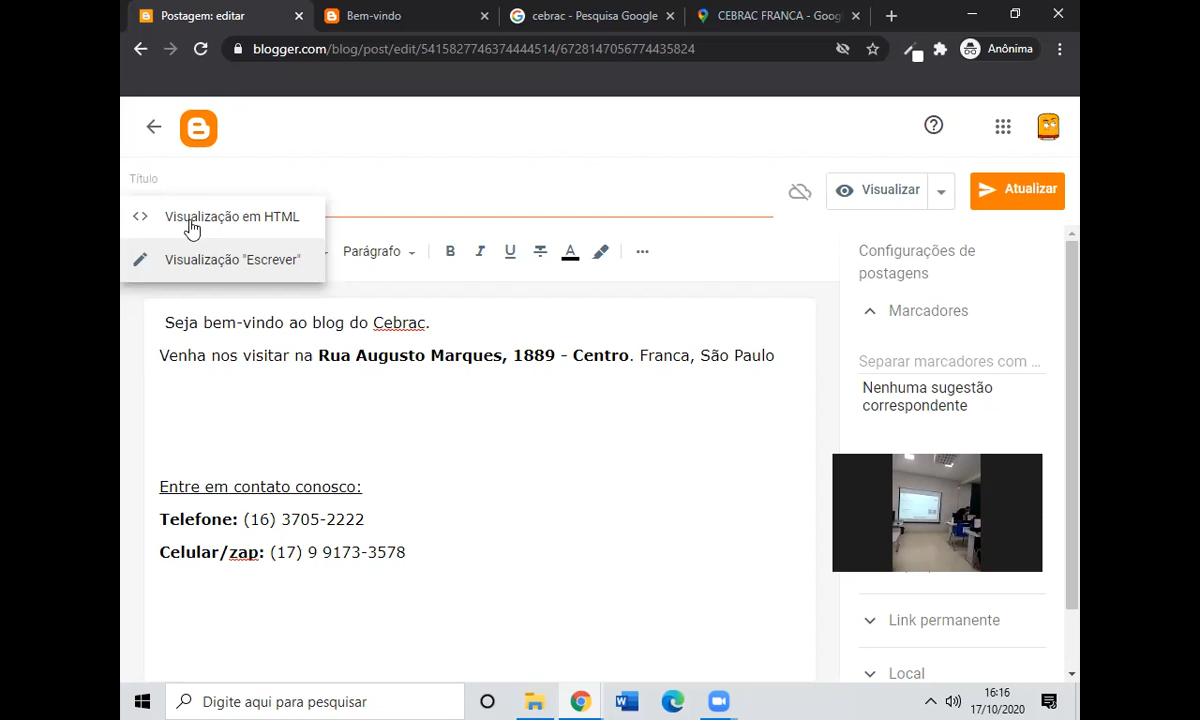 Postagem: editar
Bem-vindo
cebrac - Pesquisa Google
CEBRAC FRANCA - Goog
blogger.com/blog/post/edit/5415827746374444514/6728147056774435824
Anônima
Título
Visualizar
Atualizar
Visualização em HTML
Visualização "Escrever"
Parágrafo
B I U A
Configurações de
postagens
Marcadores
Separar marcadores com ...
Nenhuma sugestão
correspondente
Seja bem-vindo ao blog do Cebrac.
Venha nos visitar na Rua Augusto Marques, 1889 - Centro. Franca, São Paulo
Entre em contato conosco:
Telefone: (16) 3705-2222
Celular/zap: (17) 9 9173-3578
Link permanente
Local
Digite aqui para pesquisar
16:16
17/10/2020